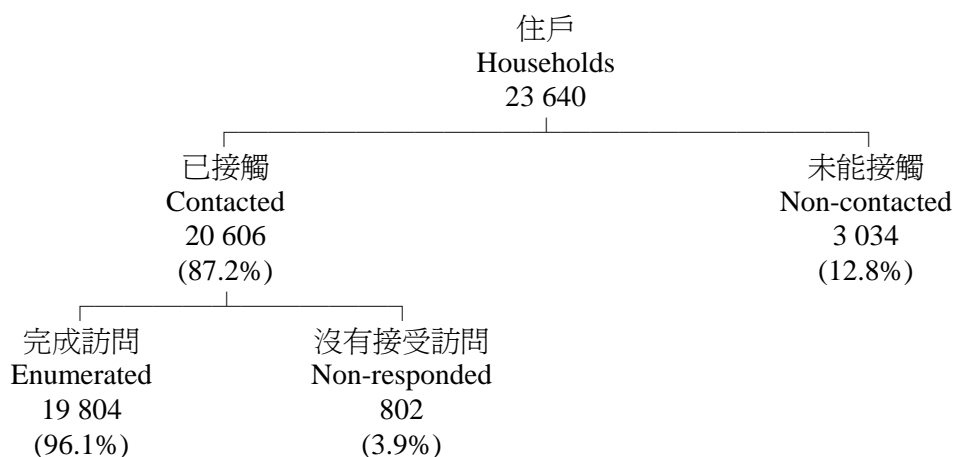 住戶
Households
23 640
已接觸
Contacted
20 606
(87.2%)
未能接觸
Non-contacted
3 034
(12.8%)
完成訪問
Enumerated
19 804
(96.1%)
沒有接受訪問
Non-responded
802
(3.9%)